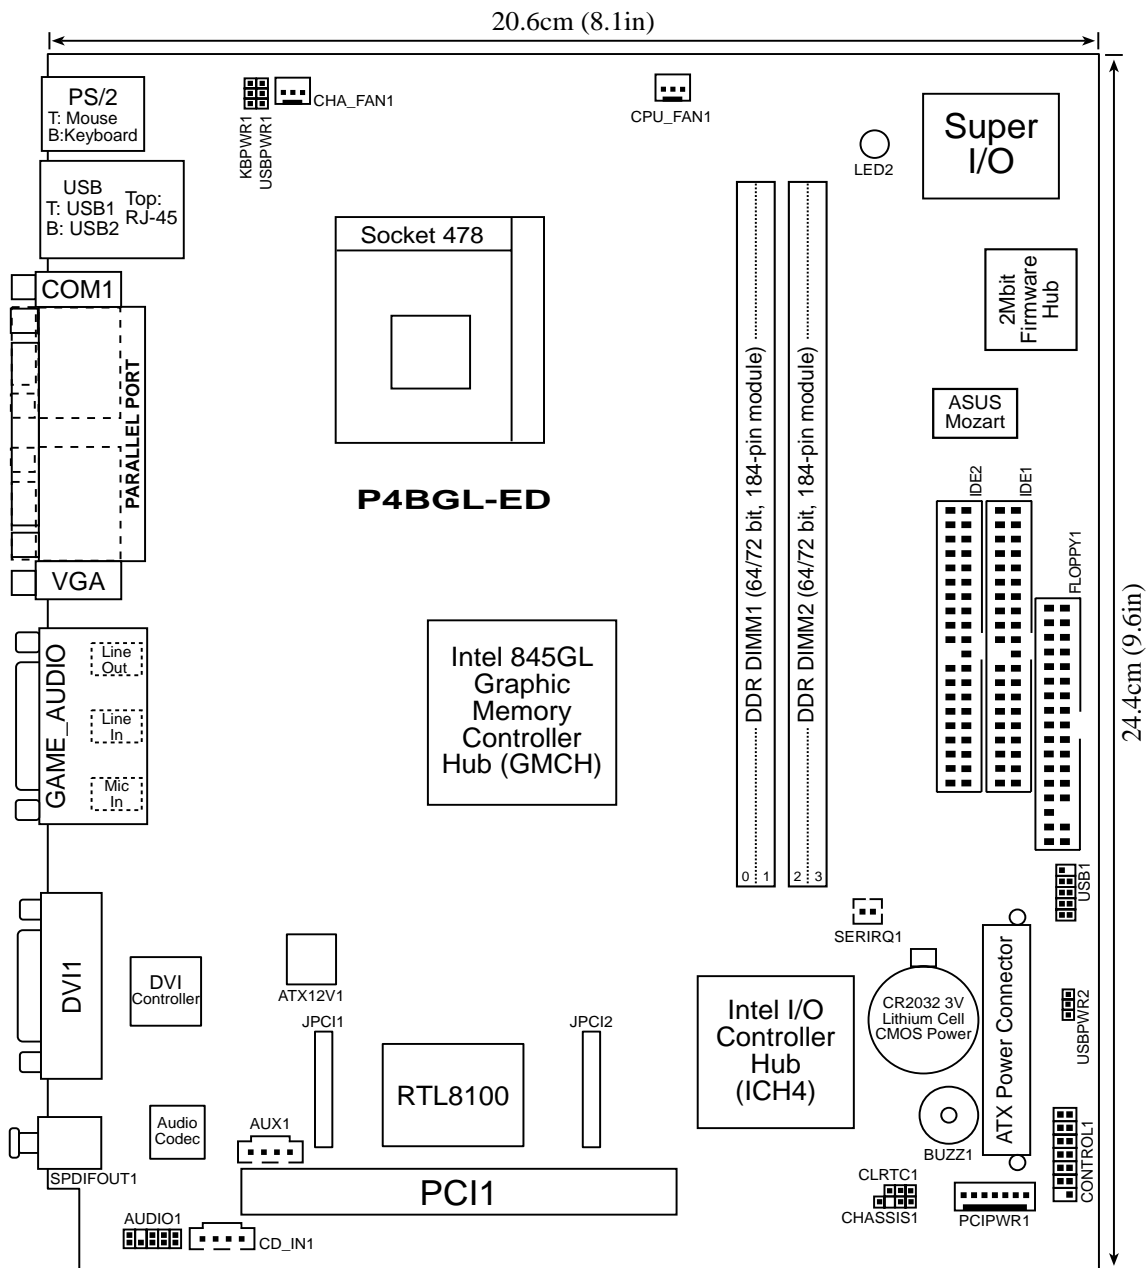 20.6cm (8.1in)
PS/2
T: Mouse
B:Keyboard
KBPWR1
USBPWR1
CHA_FAN1
CPU_FAN1
LED2
Super
I/O
USB
T: USB1
B: USB2
Top:
RJ-45
Socket 478
COM1
PARALLEL PORT
VGA
2Mbit
Firmware
Hub
ASUS
Mozart
P4BGL-ED
DDR DIMM1 (64/72 bit, 184-pin module)
DDR DIMM2 (64/72 bit, 184-pin module)
0
1
2
3
IDE2
IDE1
FLOPPY1
24.4cm (9.6in)
GAME_AUDIO
Line
Out
Line
In
Mic
In
Intel 845GL
Graphic
Memory
Controller
Hub (GMCH)
USB1
SERIRQ1
DVI1
DVI
Controller
ATX12V1
JPCI1
JPCI2
RTL8100
Intel I/O
Controller
Hub
(ICH4)
CR2032 3V
Lithium Cell
CMOS Power
ATX Power Connector
USBPWR2
Audio
Codec
AUX1
BUZZ1
CONTROL1
SPDIFOUT1
PCI1
CLRTC1
CHASSIS1
PCIPWR1
AUDIO1
CD_IN1